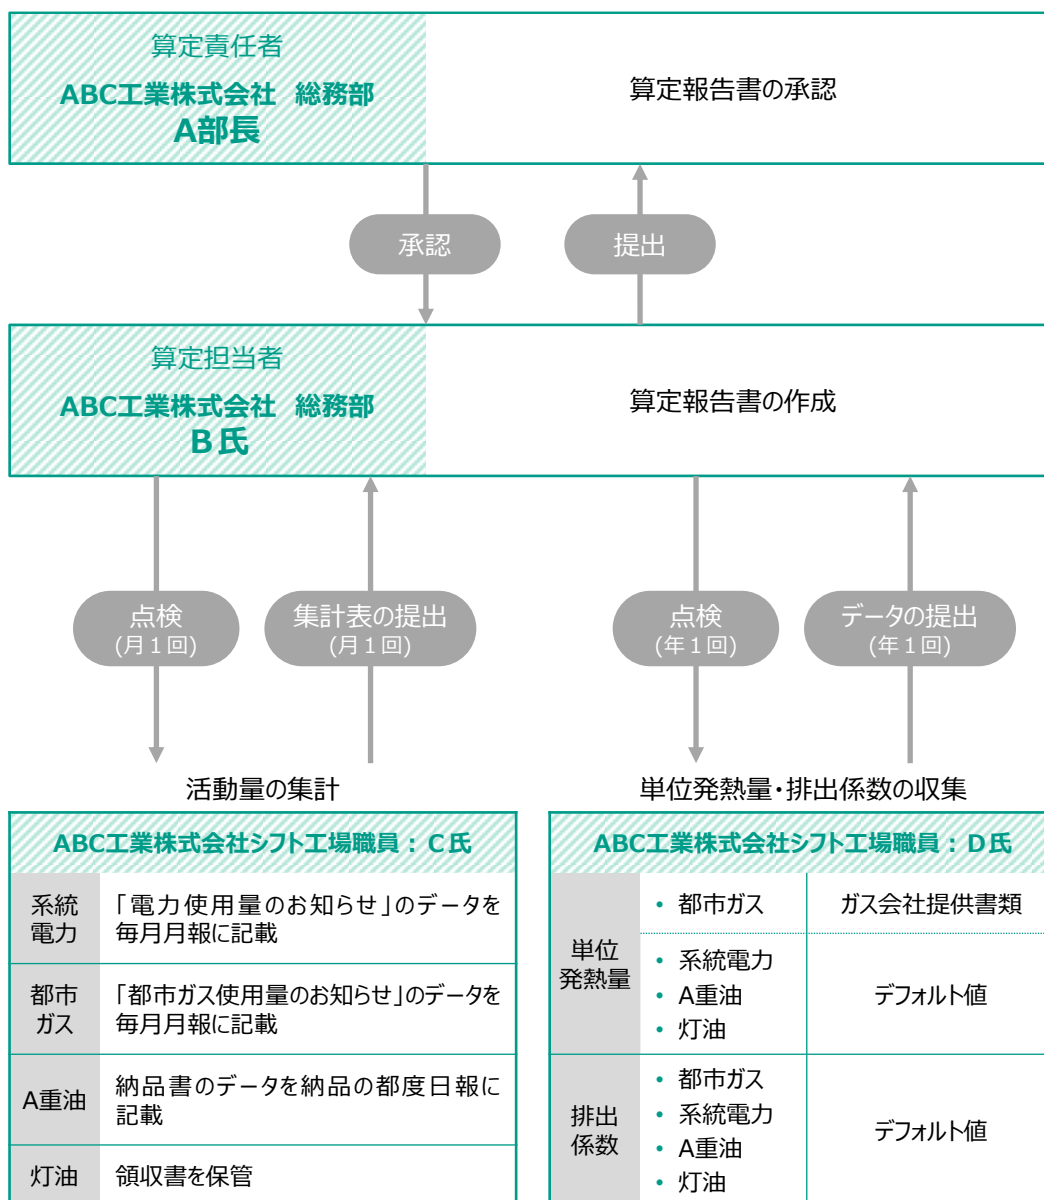 算定責任者
ABC工業株式会社　総務部
A部長
算定報告書の承認
承認
提出
算定担当者
ABC工業株式会社　総務部
B氏
算定報告書の作成
点検
(月1回)
集計表の提出
(月1回)
点検
(年1回)
データの提出
(年1回)
活動量の集計
ABC工業株式会社シフト工場職員：C氏
系統
電力
「電力使用量のお知らせ」のデータを
毎月月報に記載
都市
ガス
「都市ガス使用量のお知らせ」のデータを
毎月月報に記載
A重油
納品書のデータを納品の都度日報に
記載
灯油
領収書を保管
単位発熱量・排出係数の収集
ABC工業株式会社シフト工場職員：D氏
単位
発熱量
• 都市ガス
ガス会社提供書類
• 系統電力
• A重油
• 灯油
デフォルト値
排出
係数
• 都市ガス
• 系統電力
• A重油
• 灯油
デフォルト値